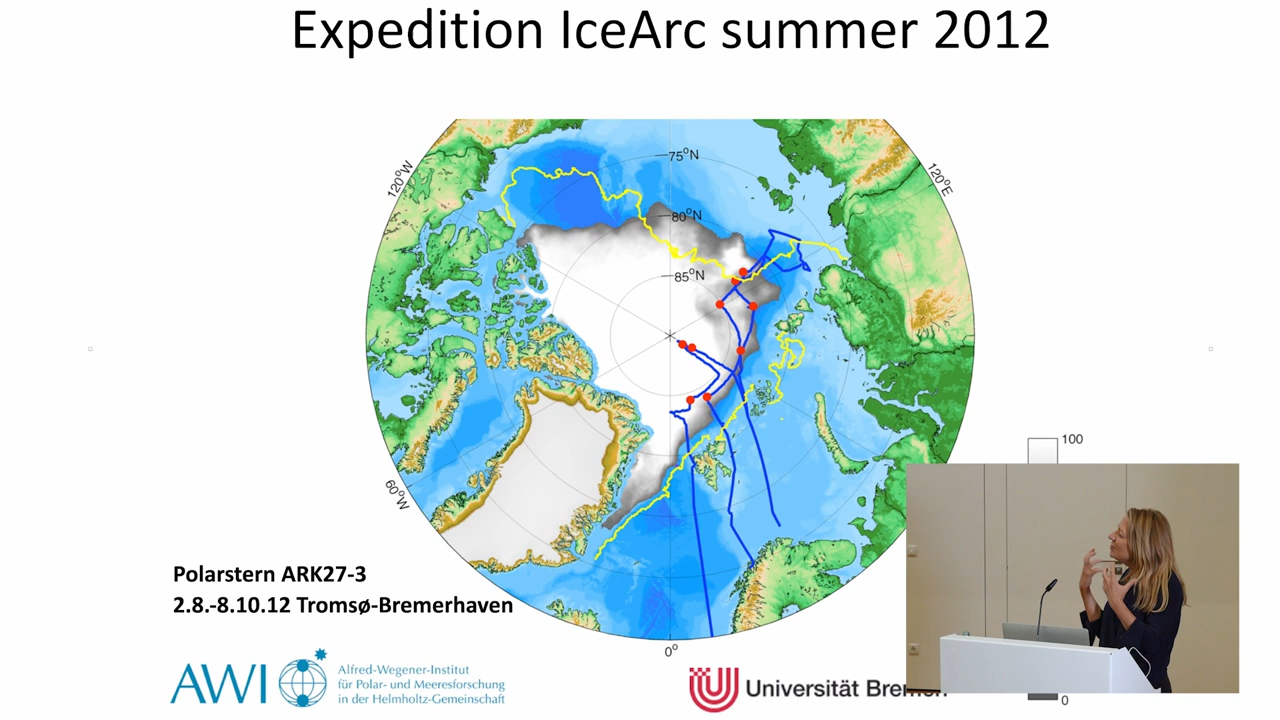 Expedition IceArc summer 2012
75°N
120°W
120°E
80°N
85°N
100
60°W
Polarstern ARK27-3
2.8.-8.10.12 Tromsø-Bremerhaven
0°
AWI
Alfred-Wegener-Institut
für Polar- und Meeresforschung
in der Helmholtz-Gemeinschaft
Universität Bremen
0